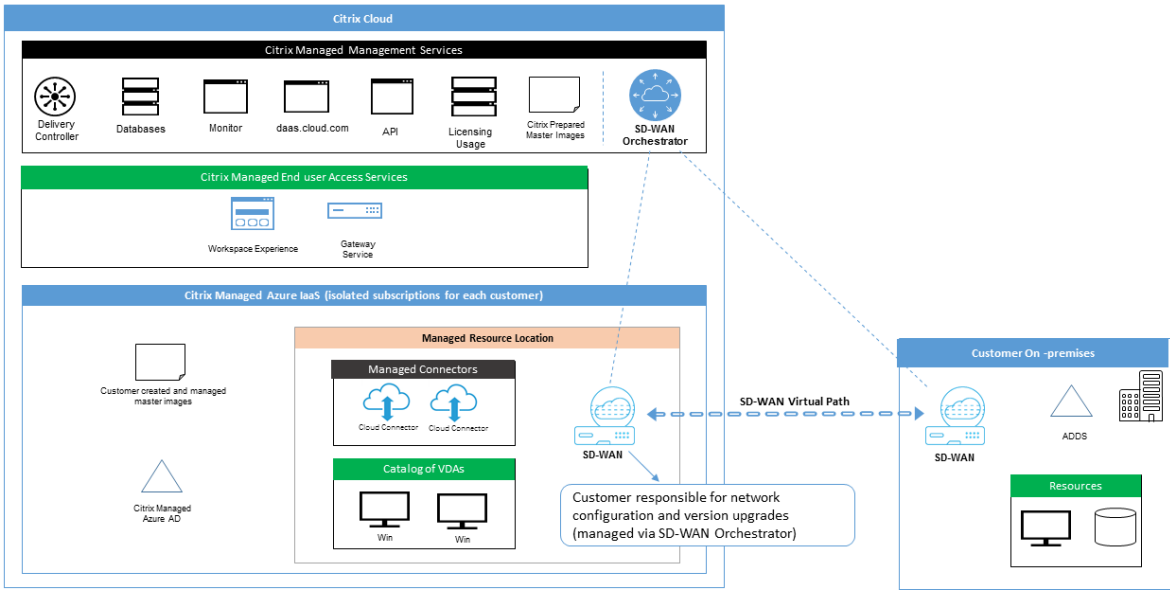 Citrix Cloud
Citrix Managed Management Services
Delivery
Controller
Databases
Monitor
daas.cloud.com
API
Licensing
Usage
Citrix Prepared
Master Images
SD-WAN
Orchestrator
Citrix Managed End user Access Services
Workspace Experience
Gateway
Service
Citrix Managed Azure IaaS (isolated subscriptions for each customer)
Customer created and managed
master images
Citrix Managed
Azure AD
Managed Resource Location
Managed Connectors
Cloud Connector
Cloud Connector
Catalog of VDAs
Win
Win
SD-WAN
Customer responsible for network
configuration and version upgrades
(managed via SD-WAN Orchestrator)
SD-WAN Virtual Path
Customer On -premises
SD-WAN
ADDS
Resources